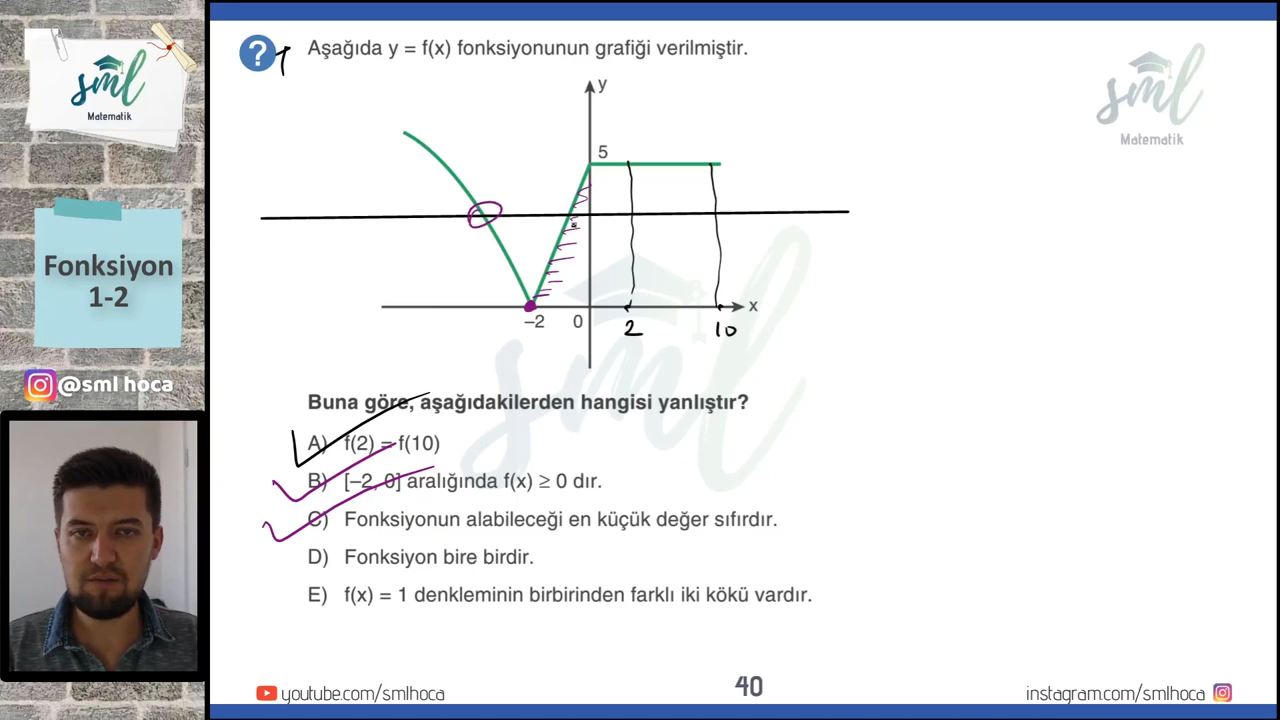 sml
Matematik
Fonksiyon
1-2
@sml hoca
? 1 Aşağıda y = f(x) fonksiyonunun grafiği verilmiştir.
sml
Matematik
y
5
-2
0
2
10
x
Buna göre, aşağıdakilerden hangisi yanlıştır?
A) f(2) = f(10)
B) [–2, 0] aralığında f(x) ≥ 0 dır.
C) Fonksiyonun alabileceği en küçük değer sıfırdır.
D) Fonksiyon bire birdir.
E) f(x) = 1 denkleminin birbirinden farklı iki kökü vardır.
youtube.com/smlhoca
40
instagram.com/smlhoca